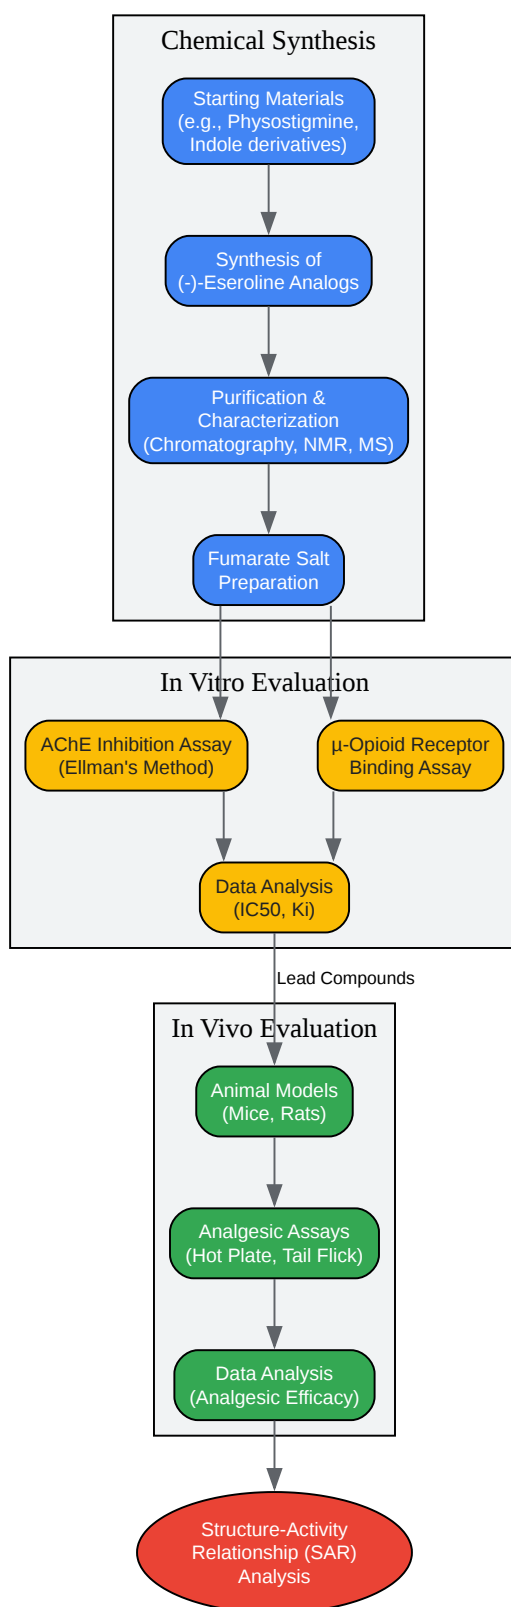 Chemical Synthesis
Starting Materials
(e.g., Physostigmine,
Indole derivatives)
Synthesis of
(-)-Eseroline Analogs
Purification &
Characterization
(Chromatography, NMR, MS)
Fumarate Salt
Preparation
In Vitro Evaluation
AChE Inhibition Assay
(Ellman's Method)
µ-Opioid Receptor
Binding Assay
Data Analysis
(IC50, Ki)
Lead Compounds
In Vivo Evaluation
Animal Models
(Mice, Rats)
Analgesic Assays
(Hot Plate, Tail Flick)
Data Analysis
(Analgesic Efficacy)
Structure-Activity
Relationship (SAR)
Analysis